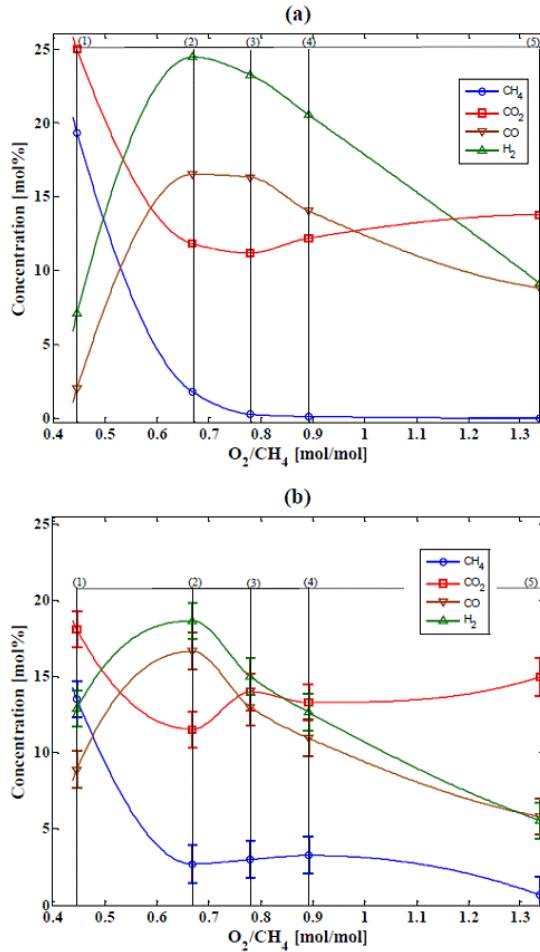 (a)
(1) (2) (3) (4) (5)
25
20
15
10
5
0
Concentration [mol%]
CH4
CO2
CO
H2
0.4 0.5 0.6 0.7 0.8 0.9 1 1.1 1.2 1.3
O2/CH4 [mol/mol]
(b)
25
20
15
10
5
0
Concentration [mol%]
(1) (2) (3) (4) (5)
CH4
CO2
CO
H2
0.4 0.5 0.6 0.7 0.8 0.9 1 1.1 1.2 1.3
O2/CH4 [mol/mol]